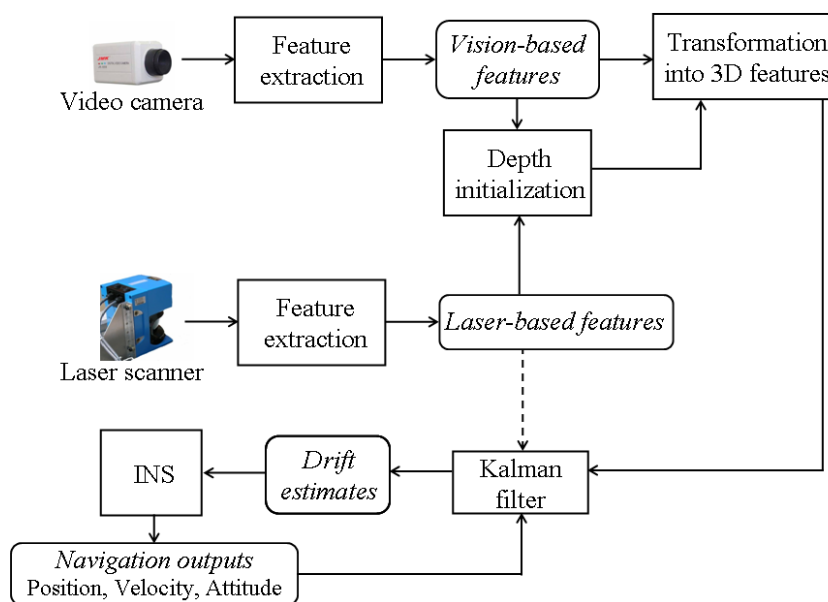 Feature
extraction
Vision-based
features
Transformation
into 3D features
Video camera
Depth
initialization
Feature
extraction
Laser-based features
Laser scanner
INS
Drift
estimates
Kalman
filter
Navigation outputs
Position, Velocity, Attitude